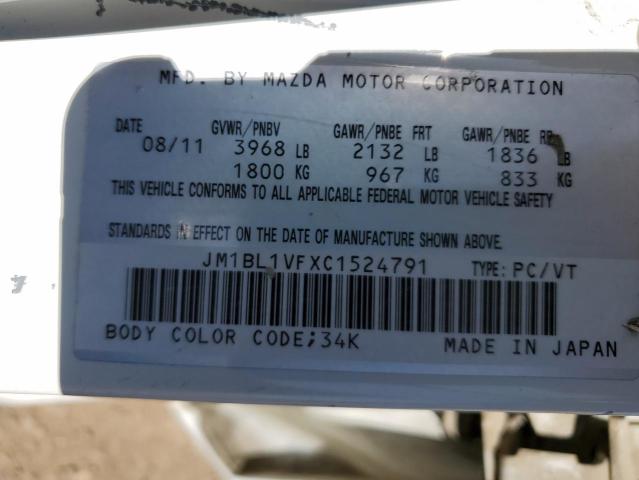 MFD. BY MAZDA MOTOR CORPORATION
DATE GVWR/PNBV GAWR/PNBE FRT GAWR/PNBE RR
08/11 3968 LB 2132 LB 1836 LB
1800 KG 967 KG 833 KG
THIS VEHICLE CONFORMS TO ALL APPLICABLE FEDERAL MOTOR VEHICLE SAFETY
STANDARDS IN EFFECT ON THE DATE OF MANUFACTURE SHOWN ABOVE.
JM1BL1VFXC1524791 TYPE: PC/VT
BODY COLOR CODE;34K MADE IN JAPAN